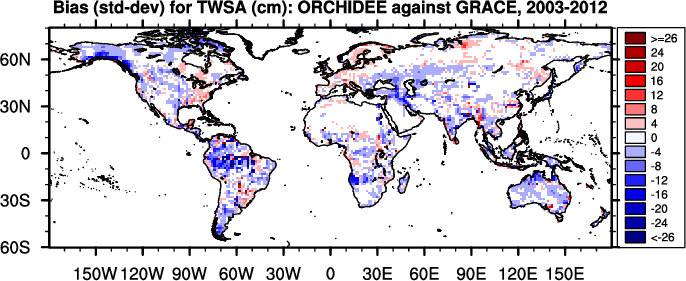 Bias (std-dev) for TWSA (cm): ORCHIDEE against GRACE, 2003-2012
60N
30N
0
30S
60S
150W 120W 90W 60W 30W 0 30E 60E 90E 120E 150E
>=26
24
20
16
12
8
4
0
-4
-8
-12
-16
-20
-24
<-26